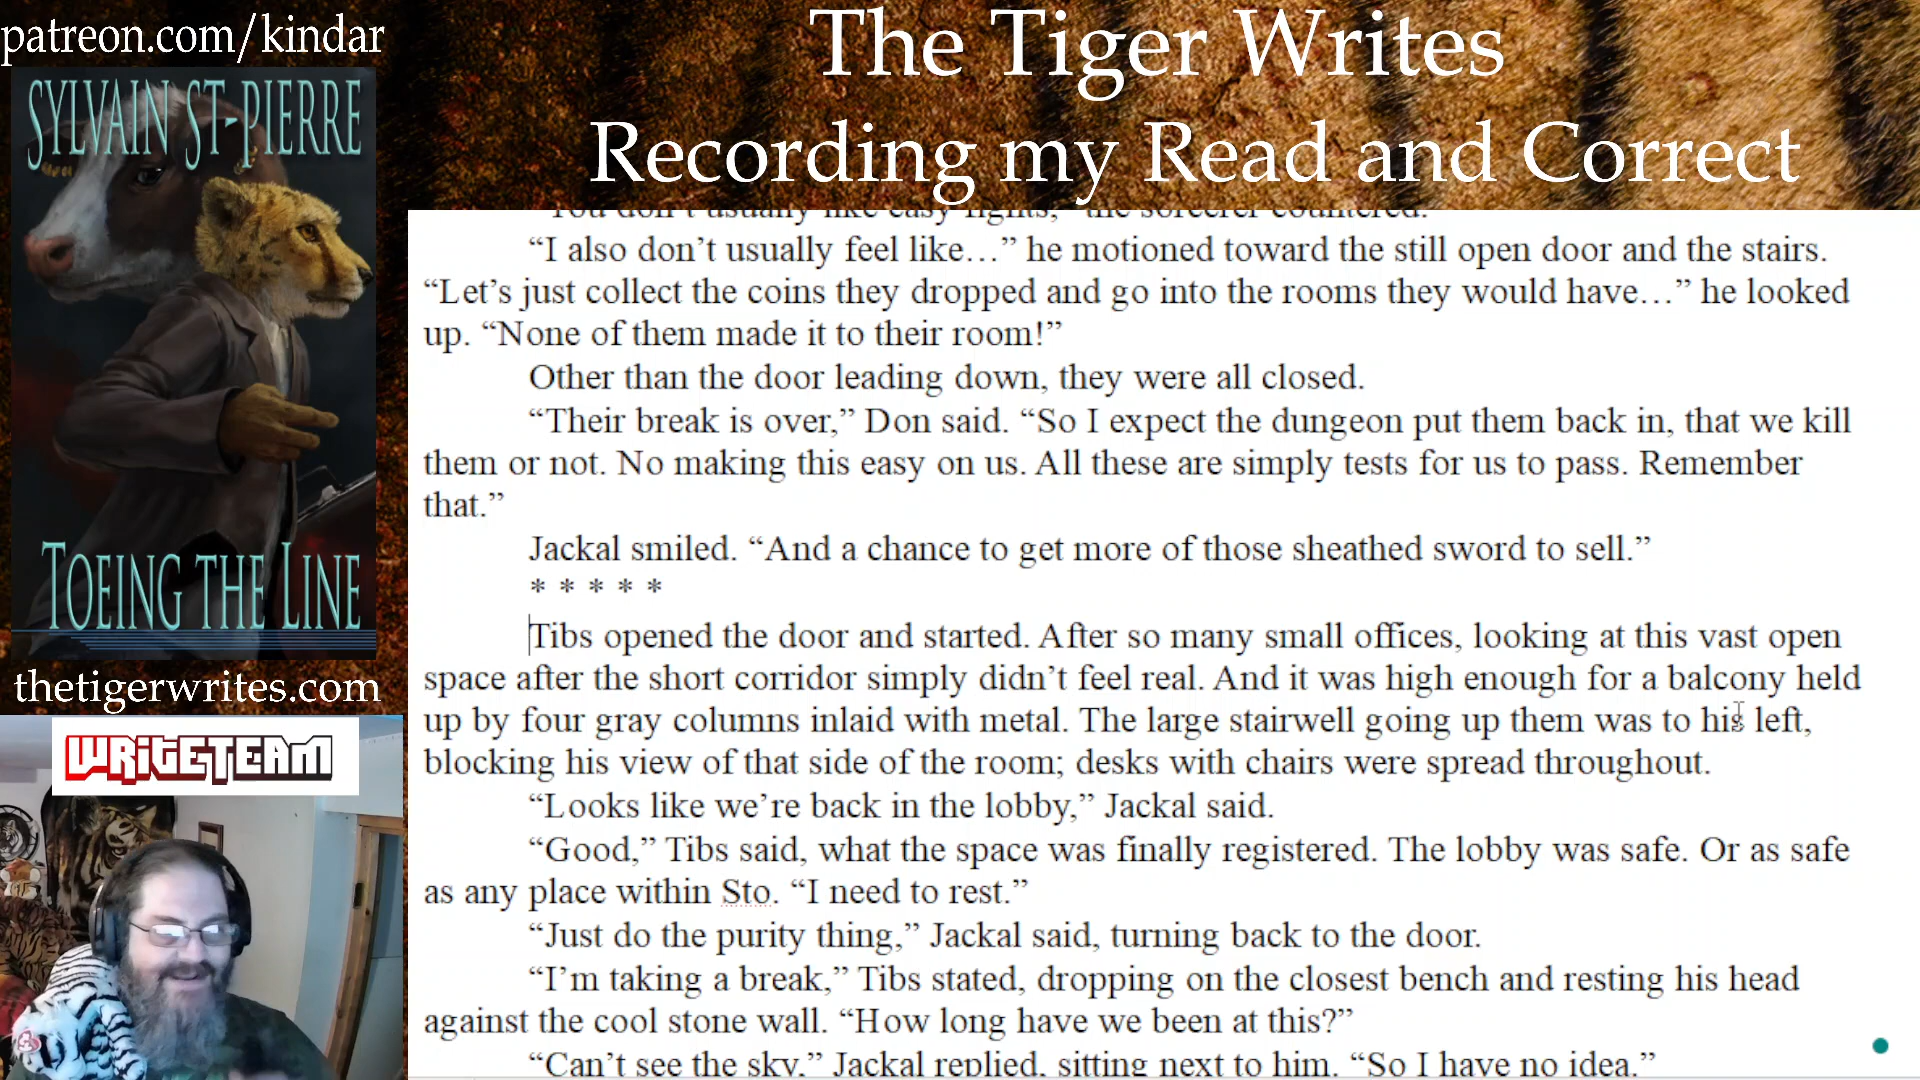 patreon.com/kindar
SYLVAIN ST-PIERRE
TOEING THE LINE
thetigerwrites.com
WRITETEAM
The Tiger Writes
Recording my Read and Correct
“You don’t usually like easy fights,” the sorcerer countered.
“I also don’t usually feel like…” he motioned toward the still open door and the stairs.
“Let’s just collect the coins they dropped and go into the rooms they would have…” he looked
up. “None of them made it to their room!”
Other than the door leading down, they were all closed.
“Their break is over,” Don said. “So I expect the dungeon put them back in, that we kill
them or not. No making this easy on us. All these are simply tests for us to pass. Remember
that.”
Jackal smiled. “And a chance to get more of those sheathed sword to sell.”
* * * * *
Tibs opened the door and started. After so many small offices, looking at this vast open
space after the short corridor simply didn’t feel real. And it was high enough for a balcony held
up by four gray columns inlaid with metal. The large stairwell going up them was to his left,
blocking his view of that side of the room; desks with chairs were spread throughout.
“Looks like we’re back in the lobby,” Jackal said.
“Good,” Tibs said, what the space was finally registered. The lobby was safe. Or as safe
as any place within Sto. “I need to rest.”
“Just do the purity thing,” Jackal said, turning back to the door.
“I’m taking a break,” Tibs stated, dropping on the closest bench and resting his head
against the cool stone wall. “How long have we been at this?”
“Can’t see the sky,” Jackal replied, sitting next to him. “So I have no idea.”